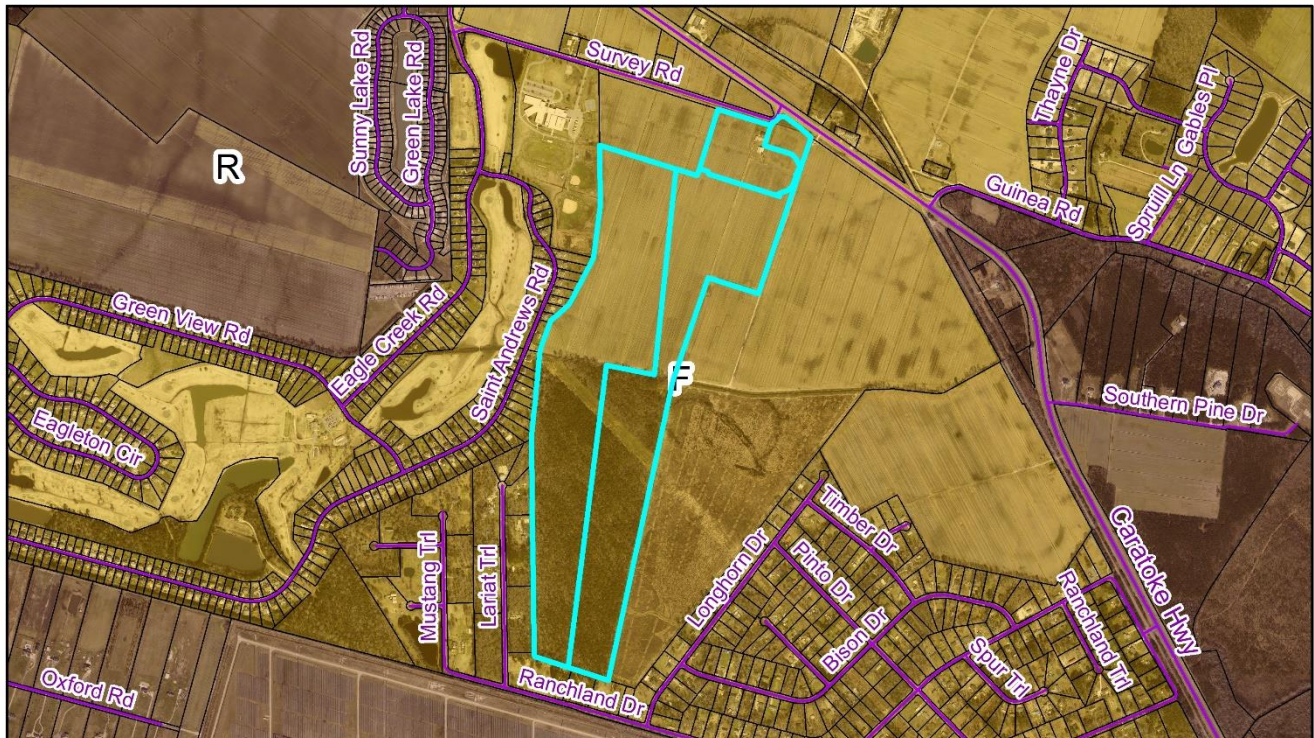 Survey Rd
Thayne Dr
Gables Pl
Sunny Lake Rd
Green Lake Rd
R
Spruill Ln
Guinea Rd
Green View Rd
Eagle Creek Rd
Saint Andrews Rd
F
Southern Pine Dr
Eagleton Cir
Timber Dr
Caratoke Hwy
Mustang Trl
Lariat Trl
Longhorn Dr
Pinto Dr
Bison Dr
Ranchland Trl
Spur Trl
Oxford Rd
Ranchland Dr